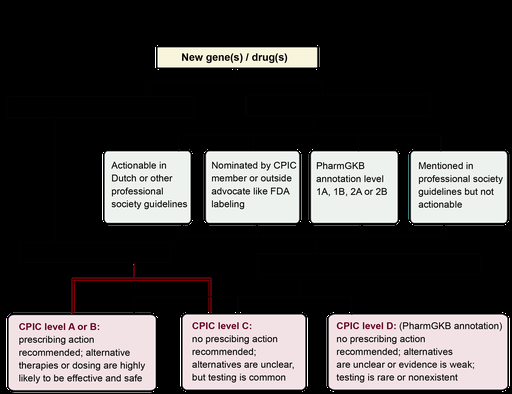 New gene(s) / drug(s)
Actionable in
Dutch or other
professional
society guidelines
Nominated by CPIC
member or outside
advocate like FDA
labeling
PharmGKB
annotation level
1A, 1B, 2A or 2B
Mentioned in
professional society
guidelines but not
actionable
CPIC level A or B:
prescribing action
recommended; alternative
therapies or dosing are highly
likely to be effective and safe
CPIC level C:
no prescibing action
recommended;
alternatives are unclear,
but testing is common
CPIC level D: (PharmGKB annotation)
no prescribing action
recommended; alternatives
are unclear or evidence is weak;
testing is rare or nonexistent